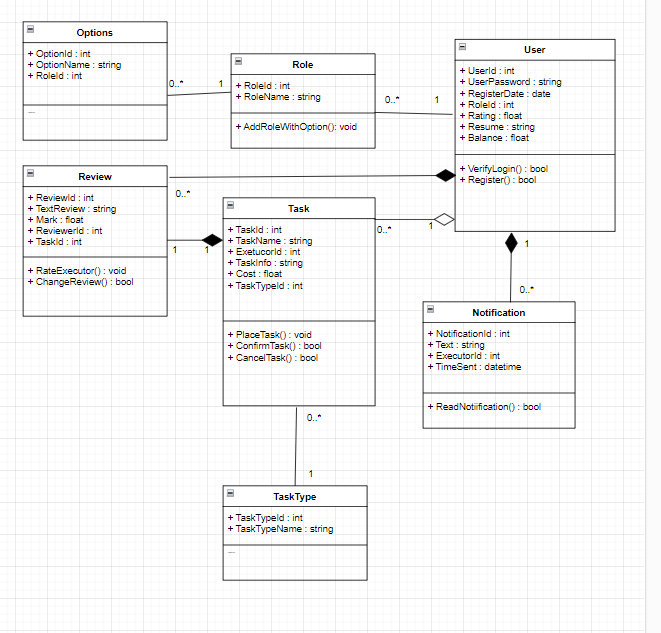 Options
+ OptionId : int
+ OptionName : string
+ RoleId : int
0..*
1
Role
+ RoleId : int
+ RoleName : string
+ AddRoleWithOption(): void
0..*
1
User
+ UserId : int
+ UserPassword : string
+ RegisterDate : date
+ RoleId : int
+ Rating : float
+ Resume : string
+ Balance : float
+ VerifyLogin() : bool
+ Register() : bool
Review
+ ReviewId : int
+ TextReview : string
+ Mark : float
+ ReviewerId : int
+ TaskId : int
+ RateExecutor() : void
+ ChangeReview() : bool
0..*
1
1
Task
+ TaskId : int
+ TaskName : string
+ ExetucorId : int
+ TaskInfo : string
+ Cost : float
+ TaskTypeId : int
+ PlaceTask() : void
+ ConfirmTask() : bool
+ CancelTask() : bool
0..*
1
1
0..*
Notification
+ NotificationId : int
+ Text : string
+ ExecutorId : int
+ TimeSent : datetime
+ ReadNotiification() : bool
0..*
1
TaskType
+ TaskTypeId : int
+ TaskTypeName : string